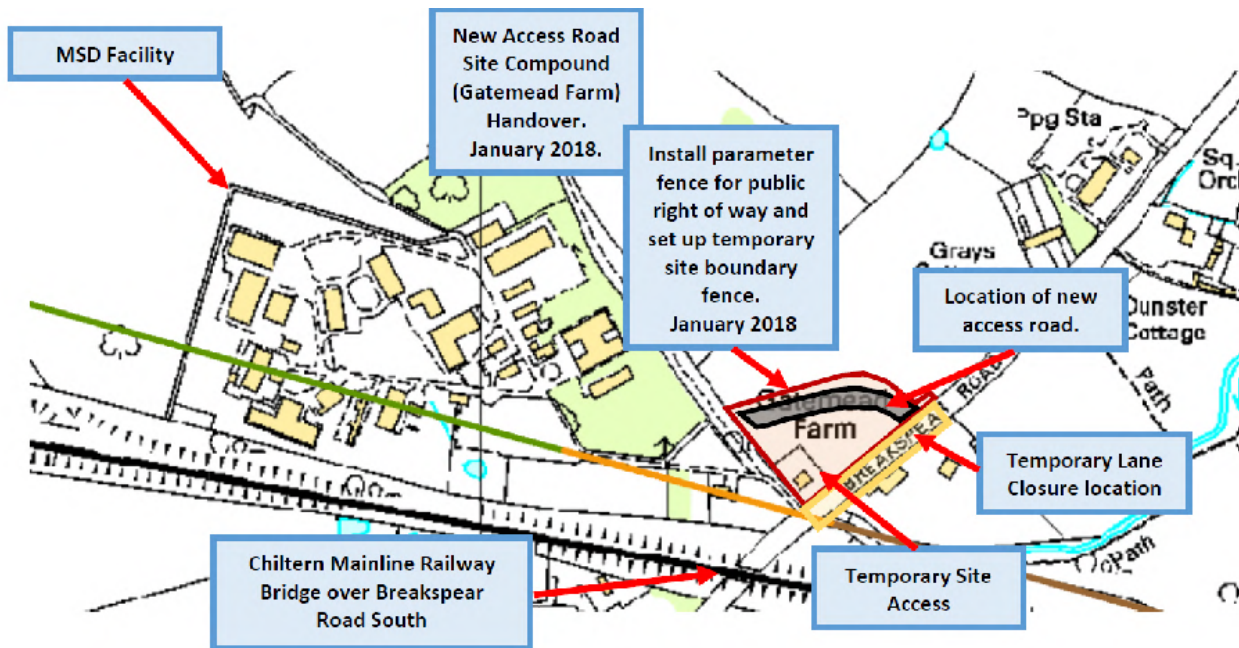 MSD Facility
New Access Road
Site Compound
(Gatemead Farm)
Handover.
January 2018.
Install parameter
fence for public
right of way and
set up temporary
site boundary
fence.
January 2018
Ppg Sta
Sq.
Orch
Grays
Location of new
access road.
Dunster
Cottage
ROAD
Path
Gatemead
Farm
BREAKSPEA
Temporary Lane
Closure location
Chiltern Mainline Railway
Bridge over Breakspear
Road South
Temporary Site
Access
Path